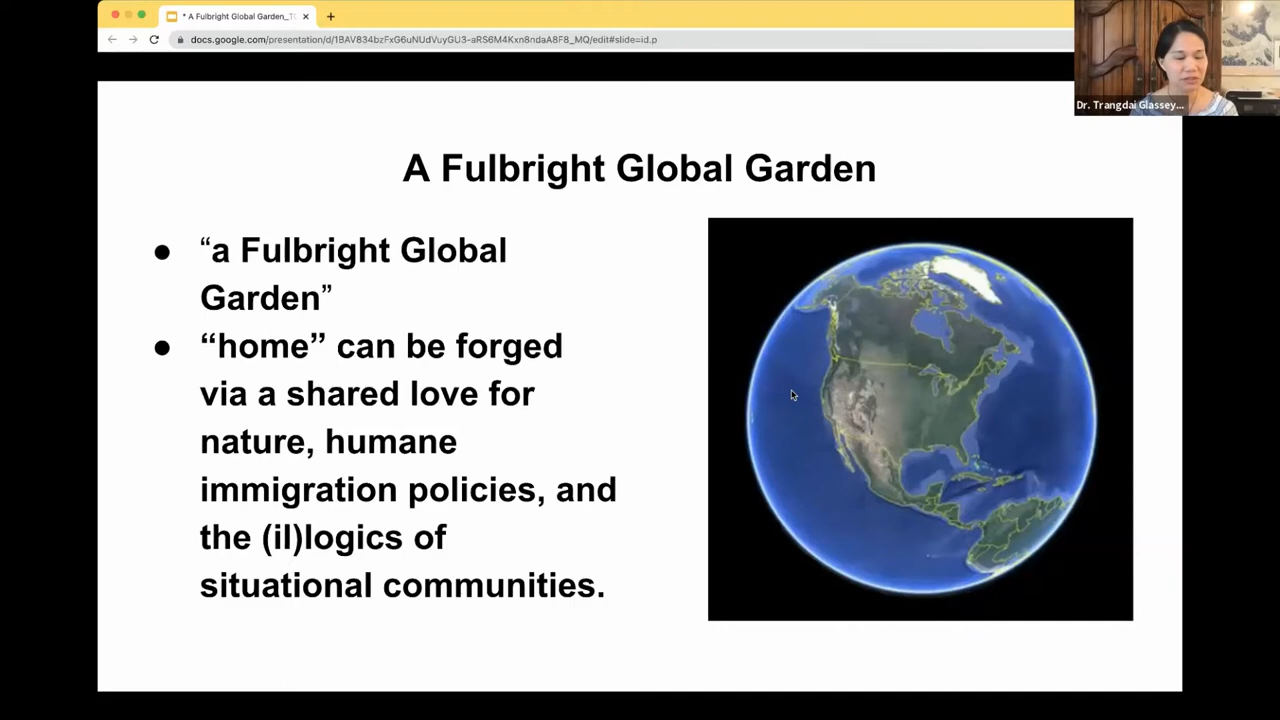 * A Fulbright Global Garden_T
docs.google.com/presentation/d/1BAV834bzFxG6uNUdVuyGU3-aRS6M4Kxn8ndaA8F8_MQ/edit#slide=id.p
Dr. Trangdai Glassey...
A Fulbright Global Garden
● “a Fulbright Global
Garden”
● “home” can be forged
via a shared love for
nature, humane
immigration policies, and
the (il)logics of
situational communities.